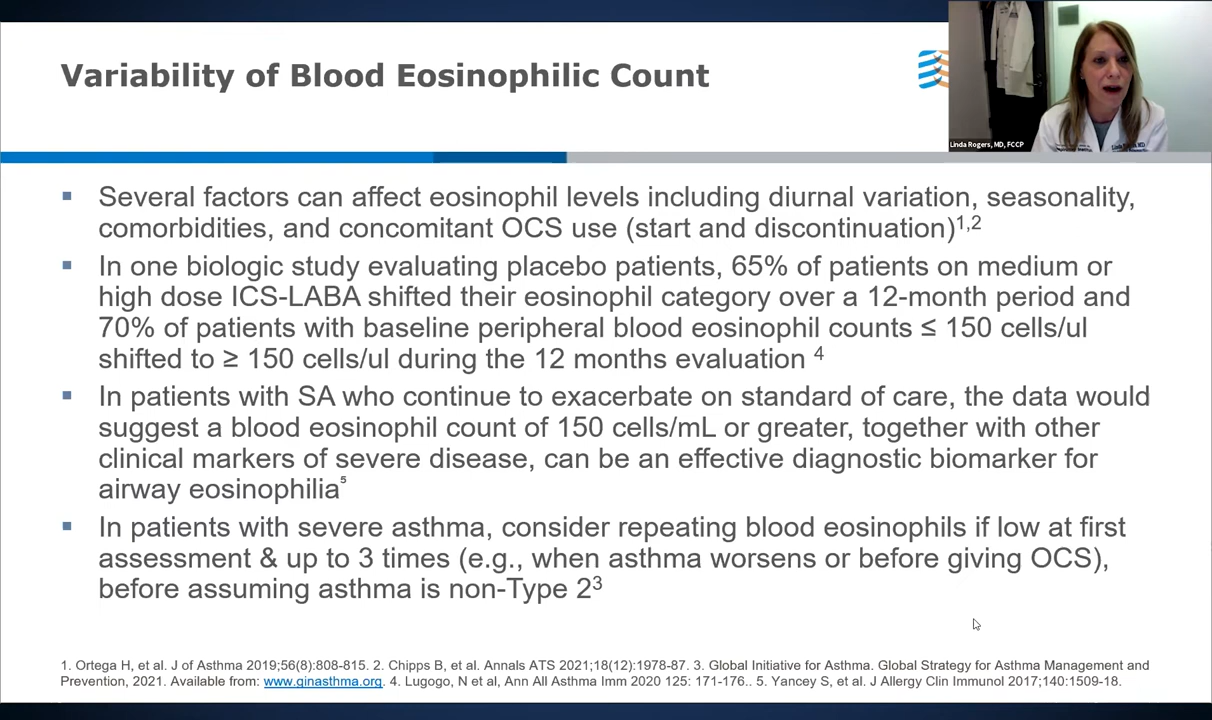 Variability of Blood Eosinophilic Count
Linda Rogers, MD, FCCP
▪ Several factors can affect eosinophil levels including diurnal variation, seasonality,
comorbidities, and concomitant OCS use (start and discontinuation)1,2
▪ In one biologic study evaluating placebo patients, 65% of patients on medium or
high dose ICS-LABA shifted their eosinophil category over a 12-month period and
70% of patients with baseline peripheral blood eosinophil counts ≤ 150 cells/ul
shifted to ≥ 150 cells/ul during the 12 months evaluation 4
▪ In patients with SA who continue to exacerbate on standard of care, the data would
suggest a blood eosinophil count of 150 cells/mL or greater, together with other
clinical markers of severe disease, can be an effective diagnostic biomarker for
airway eosinophilia5
▪ In patients with severe asthma, consider repeating blood eosinophils if low at first
assessment & up to 3 times (e.g., when asthma worsens or before giving OCS),
before assuming asthma is non-Type 23
1. Ortega H, et al. J of Asthma 2019;56(8):808-815. 2. Chipps B, et al. Annals ATS 2021;18(12):1978-87. 3. Global Initiative for Asthma. Global Strategy for Asthma Management and
Prevention, 2021. Available from: www.ginasthma.org. 4. Lugogo, N et al, Ann All Asthma Imm 2020 125: 171-176.. 5. Yancey S, et al. J Allergy Clin Immunol 2017;140:1509-18.